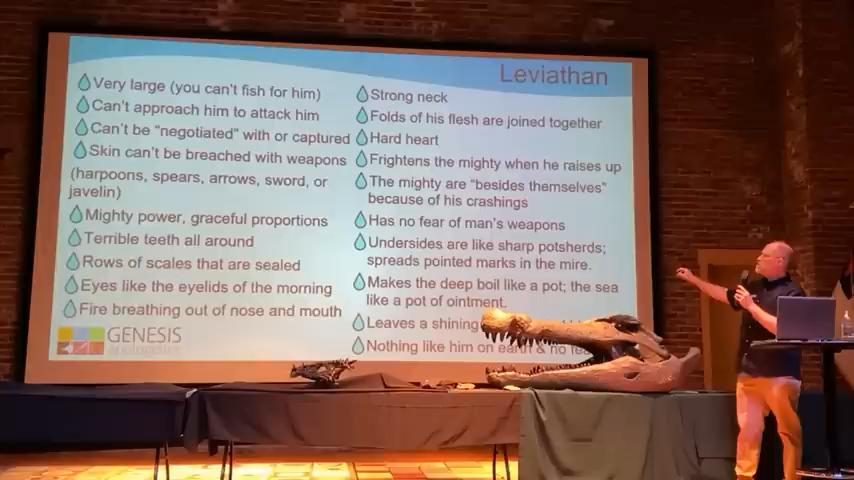 Leviathan
Very large (you can't fish for him)
Can't approach him to attack him
Can't be "negotiated" with or captured
Skin can't be breached with weapons
(harpoons, spears, arrows, sword, or
javelin)
Mighty power, graceful proportions
Terrible teeth all around
Rows of scales that are sealed
Eyes like the eyelids of the morning
Fire breathing out of nose and mouth
Strong neck
Folds of his flesh are joined together
Hard heart
Frightens the mighty when he raises up
The mighty are "besides themselves"
because of his crashings
Has no fear of man's weapons
Undersides are like sharp potsherds;
spreads pointed marks in the mire.
Makes the deep boil like a pot; the sea
like a pot of ointment.
Leaves a shining
Nothing like him on earth & no
GENESIS